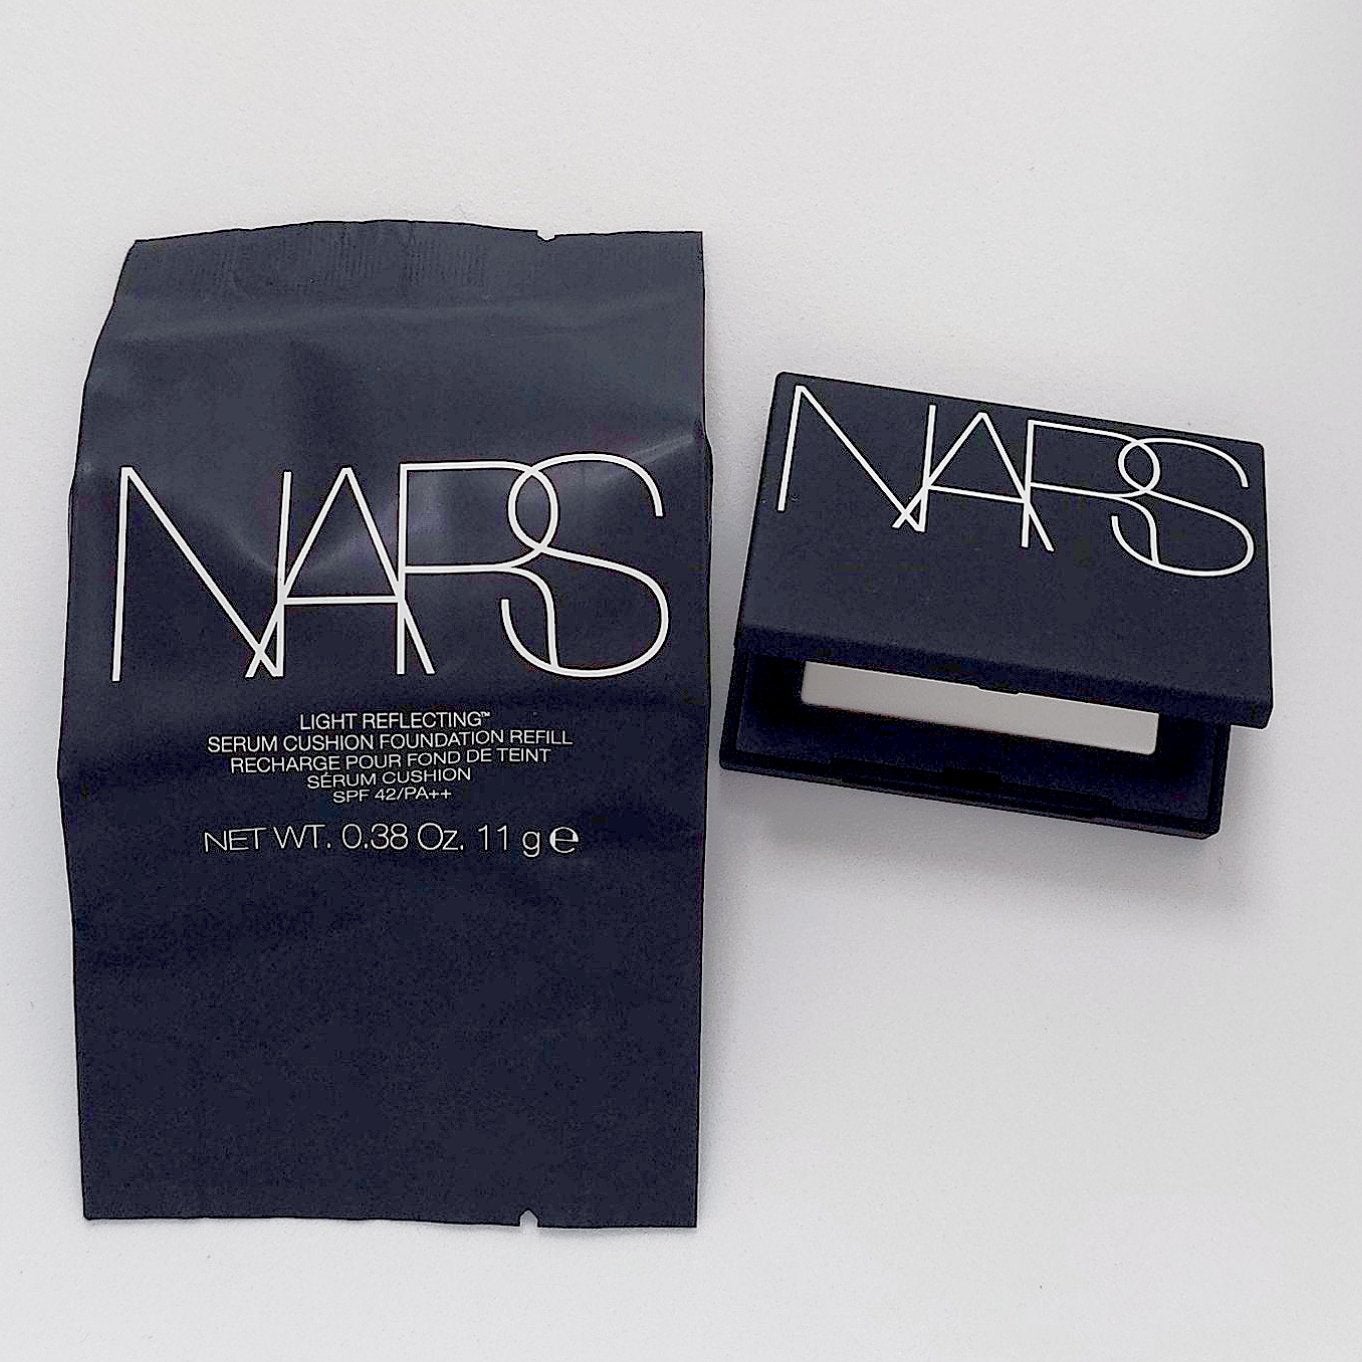 NARS
LIGHT REFLECTING™
SERUM CUSHION FOUNDATION REFILL
RECHARGE POUR FOND DE TEINT
SÉRUM CUSHION
SPF 42/PA++
NET WT. 0.38 Oz. 11 g ℮
NARS